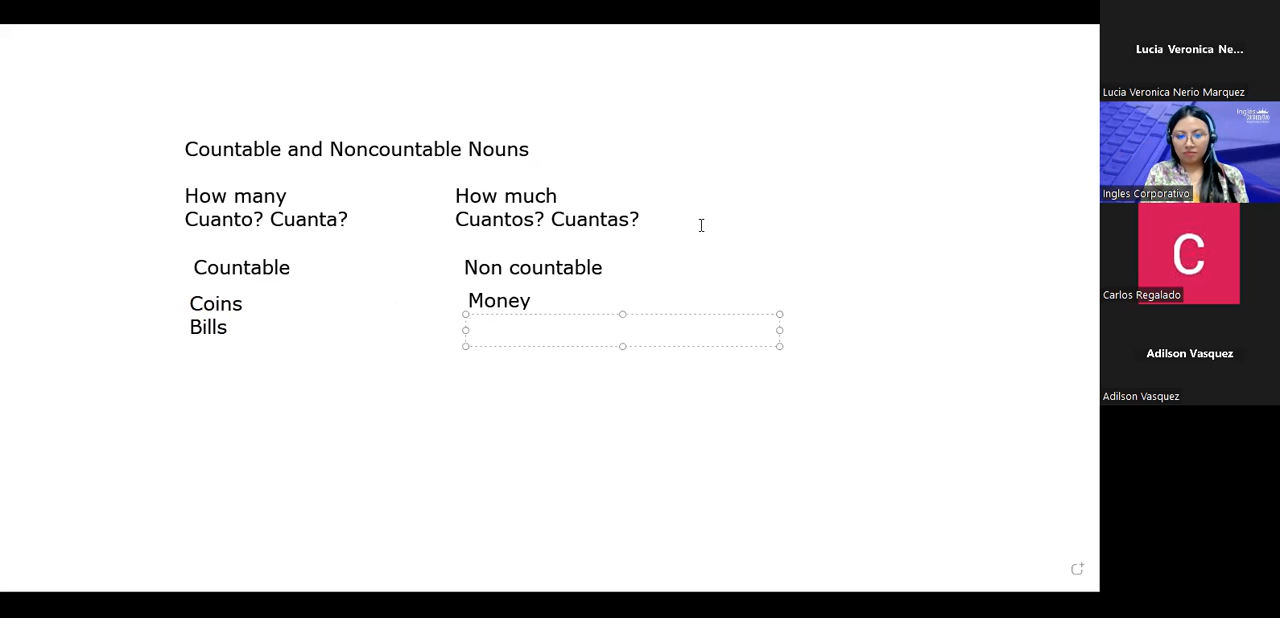 Countable and Noncountable Nouns
How many
Cuanto? Cuanta?
How much
Cuantos? Cuantas?
Countable
Non countable
Coins
Bills
Money
Lucia Veronica Ne...
Lucia Veronica Nerio Marquez
Ingles
Ingles Corporativo
C
Carlos Regalado
Adilson Vasquez
Adilson Vasquez